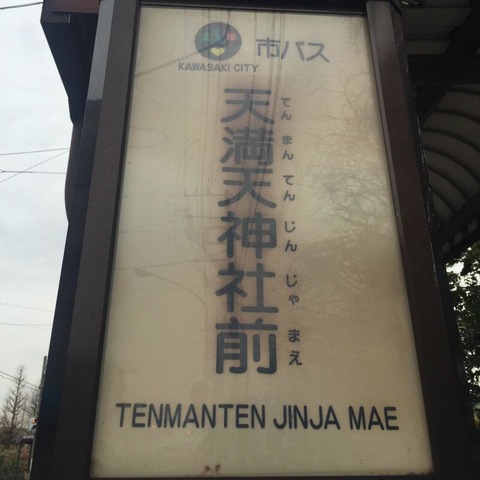 市バス
KAWASAKI CITY
天満天神社前
てん まん てん じん じゃ まえ
TENMANTEN JINJA MAE